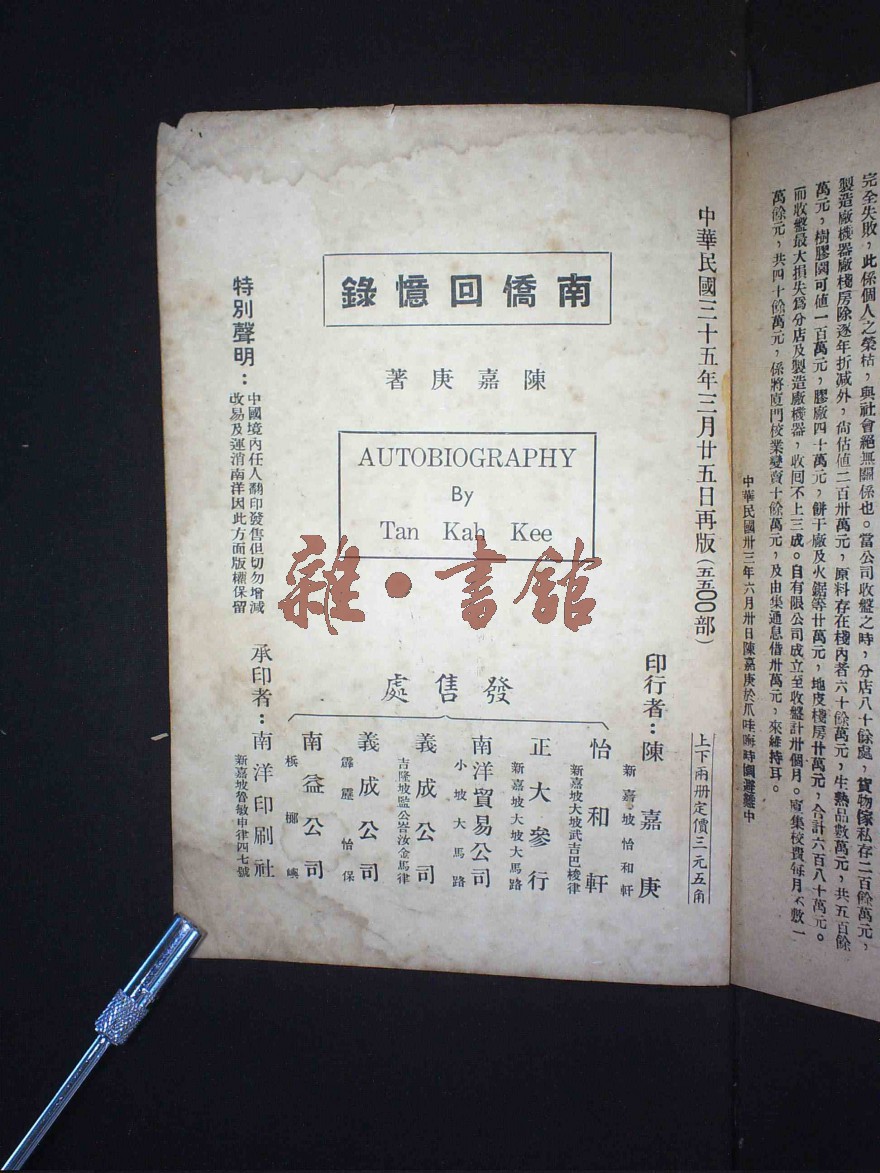 完全失敗，此係個人之榮枯，與社會絕無關係也。當公司收盤之時，分店八十餘處，貨物傢私存二百餘萬元，
製造廠機器廠棧房除逐年折減外，尙估值二百卅萬元，原料存在棧內者六十餘萬元，生熟品數萬元，共五百餘
萬元，樹膠園可値一百萬元，膠廠四十萬元，餅干廠及火鋸等廿萬元，地皮棧房廿萬元，合計六百八十萬元。
而收盤最大損失爲分店及製造廠機器，收回不上三成。自有限公司成立至收盤計卅個月。厦集校費每月不敷一
萬餘元，共四十餘萬元，係將厦門校業變賣十餘萬元，及由集通息借卅萬元，來維持耳。
中華民國卅三年六月卅日陳嘉庚於爪哇晦時園避難中
中華民國三十五年三月廿五日再版（五五〇〇部）
上下兩册定價三元五角
南僑回憶錄
陳嘉庚著
AUTOBIOGRAPHY
By
Tan Kah Kee
印行者：陳嘉庚
新嘉坡怡和軒
發售處
怡和軒
新嘉坡大坡武吉巴梭律
正大參行
新嘉坡大坡大馬路
南洋貿易公司
小坡大馬路
義成公司
吉隆坡監公峇汝金馬律
義成公司
霹靂怡保
南益公司
檳榔嶼
特別聲明：
中國境內任人翻印發售但切勿增減
改易及運消南洋因此方面版權保留
承印者：南洋印刷社
新嘉坡魯敏申律四七號
雜·書館